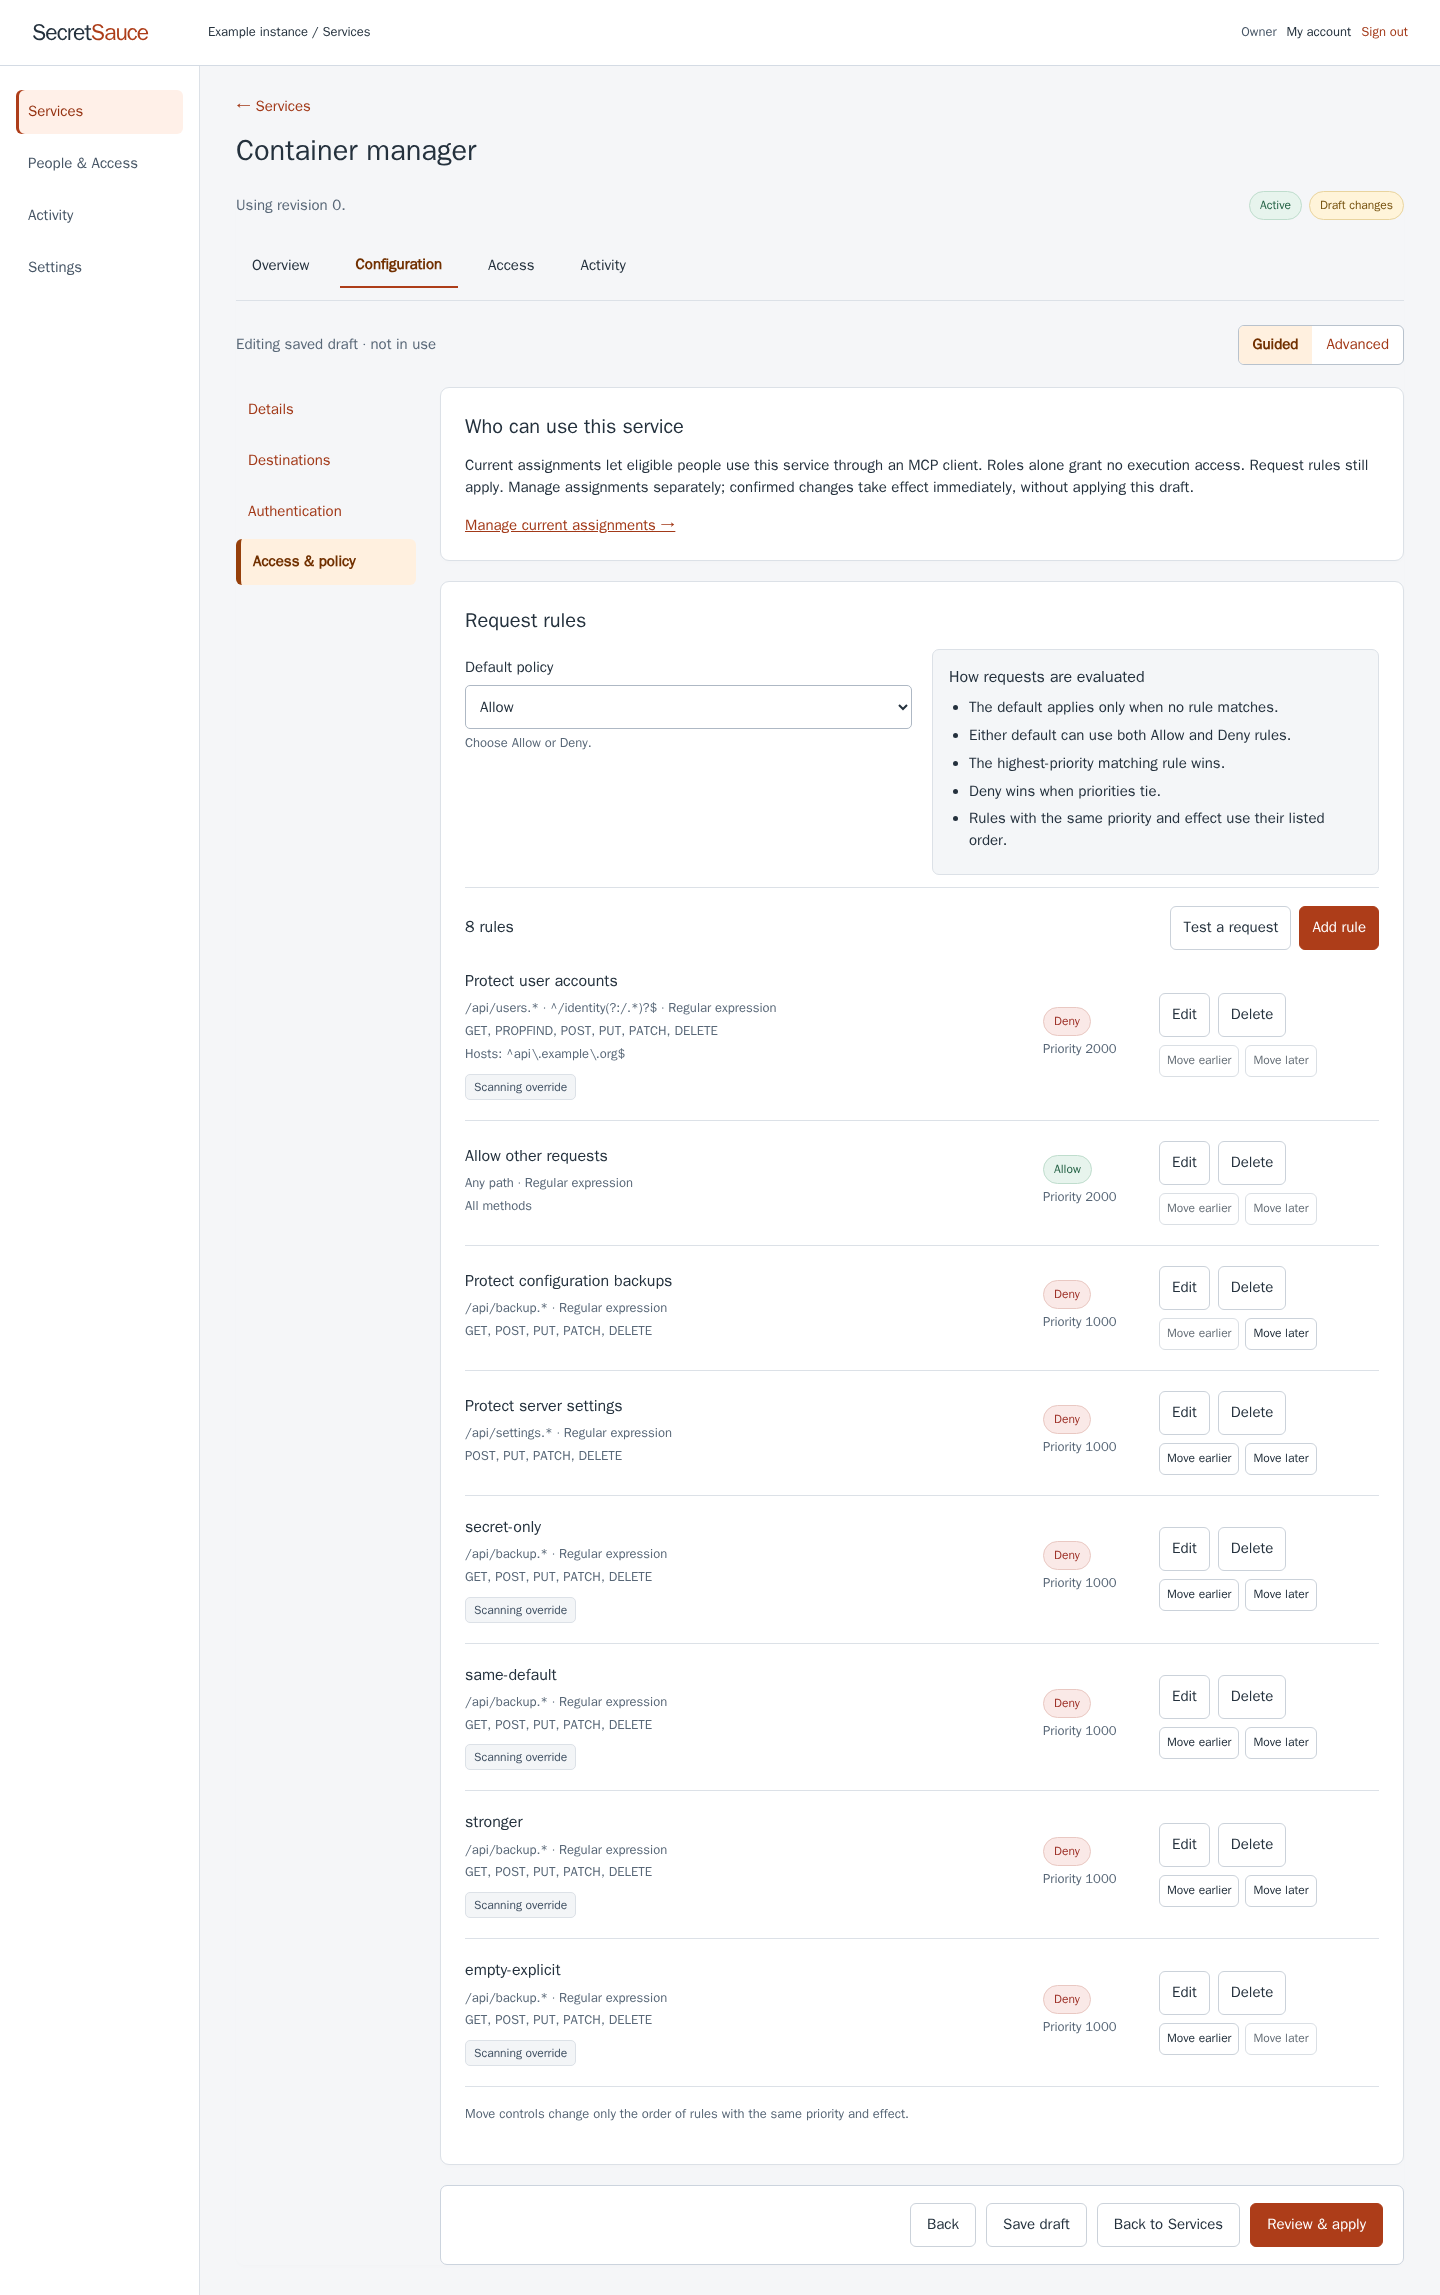 SecretSauce
Example instance / Services
Owner My account Sign out
Services
People & Access
Activity
Settings
← Services
Container manager
Using revision 0.
Active
Draft changes
Overview
Configuration
Access
Activity
Editing saved draft · not in use
Guided
Advanced
Details
Destinations
Authentication
Access & policy
Who can use this service
Current assignments let eligible people use this service through an MCP client. Roles alone grant no execution access. Request rules still
apply. Manage assignments separately; confirmed changes take effect immediately, without applying this draft.
Manage current assignments →
Request rules
Default policy
Allow
Choose Allow or Deny.
How requests are evaluated
• The default applies only when no rule matches.
• Either default can use both Allow and Deny rules.
• The highest-priority matching rule wins.
• Deny wins when priorities tie.
• Rules with the same priority and effect use their listed
order.
8 rules
Test a request
Add rule
Protect user accounts
/api/users.* · ^/identity(?:/.*)?$ · Regular expression
GET, PROPFIND, POST, PUT, PATCH, DELETE
Hosts: ^api\.example\.org$
Scanning override
Deny
Priority 2000
Edit
Delete
Move earlier
Move later
Allow other requests
Any path · Regular expression
All methods
Allow
Priority 2000
Edit
Delete
Move earlier
Move later
Protect configuration backups
/api/backup.* · Regular expression
GET, POST, PUT, PATCH, DELETE
Deny
Priority 1000
Edit
Delete
Move earlier
Move later
Protect server settings
/api/settings.* · Regular expression
POST, PUT, PATCH, DELETE
Deny
Priority 1000
Edit
Delete
Move earlier
Move later
secret-only
/api/backup.* · Regular expression
GET, POST, PUT, PATCH, DELETE
Scanning override
Deny
Priority 1000
Edit
Delete
Move earlier
Move later
same-default
/api/backup.* · Regular expression
GET, POST, PUT, PATCH, DELETE
Scanning override
Deny
Priority 1000
Edit
Delete
Move earlier
Move later
stronger
/api/backup.* · Regular expression
GET, POST, PUT, PATCH, DELETE
Scanning override
Deny
Priority 1000
Edit
Delete
Move earlier
Move later
empty-explicit
/api/backup.* · Regular expression
GET, POST, PUT, PATCH, DELETE
Scanning override
Deny
Priority 1000
Edit
Delete
Move earlier
Move later
Move controls change only the order of rules with the same priority and effect.
Back
Save draft
Back to Services
Review & apply